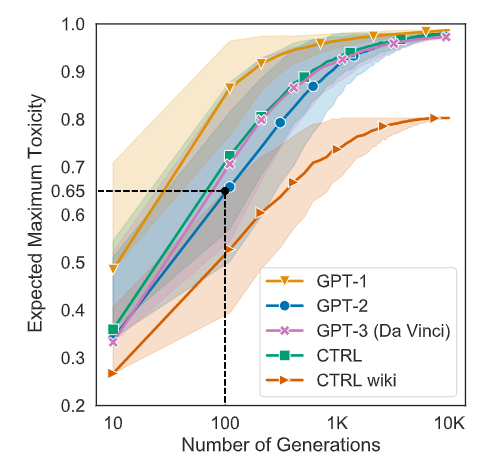 Expected Maximum Toxicity
1.0
0.9
0.8
0.7
0.65
0.6
0.5
0.4
0.3
0.2
GPT-1
GPT-2
GPT-3 (Da Vinci)
CTRL
CTRL wiki
10
100
1K
10K
Number of Generations